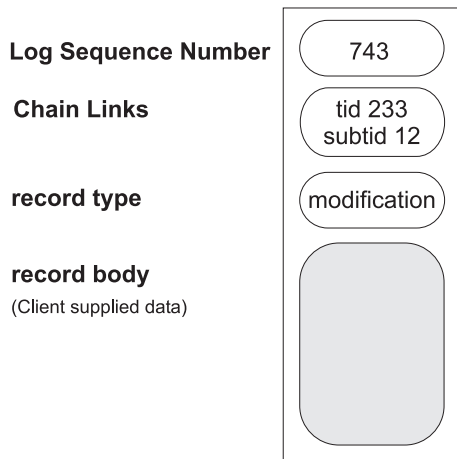 Log Sequence Number
743
Chain Links
tid 233
subtid 12
record type
modification
record body
(Client supplied data)